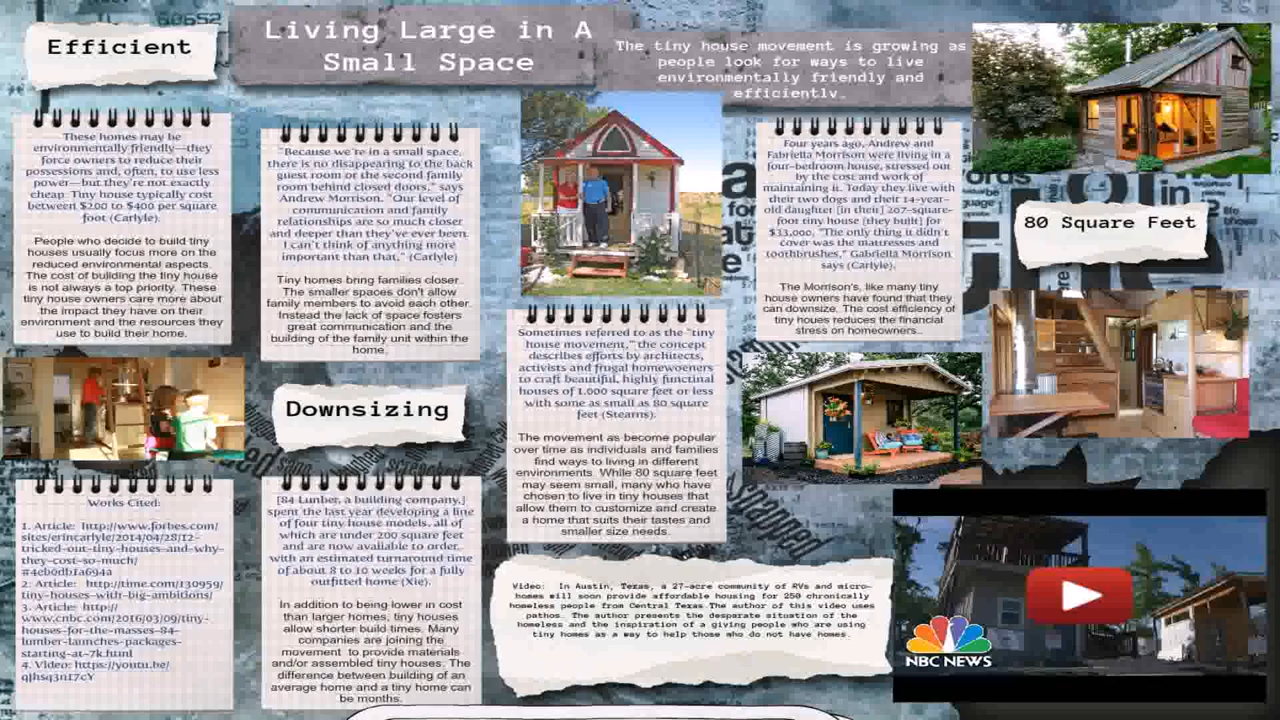 Efficient
Living Large in A
Small Space
The tiny house movement is growing as
people look for ways to live
environmentally friendly and
efficiently.
These homes may be
environmentally friendly—they
force owners to reduce their
possessions and, often, to use less
power—but they're not exactly
cheap. Tiny house typically cost
between $200 to $400 per square
foot (Carlyle).
People who decide to build tiny
houses usually focus more on the
reduced environmental aspects.
The cost of building the tiny house
is not always a top priority. These
tiny house owners care more about
the impact they have on their
environment and the resources they
use to build their home.
"Because we're in a small space,
there is no disappearing to the back
guest room or the second family
room behind closed doors," says
Andrew Morrison. "Our level of
communication and family
relationships are so much closer
and deeper than they've ever been.
I can't think of anything more
important than that," (Carlyle)
Tiny homes bring families closer.
The smaller spaces don't allow
family members to avoid each other.
Instead the lack of space fosters
great communication and the
building of the family unit within the
home.
Sometimes referred to as the "tiny
house movement," the concept
describes efforts by architects,
activists and frugal homewoeners
to craft beautiful, highly functinal
houses of 1,000 square feet or less
with some as small as 80 square
feet (Stearns).
The movement as become popular
over time as individuals and families
find ways to living in different
environments. While 80 square feet
may seem small, many who have
chosen to live in tiny houses that
allow them to customize and create
a home that suits their tastes and
smaller size needs.
Four years ago, Andrew and
Fabriella Morrison were living in a
four-bedroom house, stressed out
by the cost and work of
maintaining it. Today they live with
their two dogs and their 14-year-
old daughter [in their] 207-square-
foot tiny house [they built] for
$33,000. "The only thing it didn't
cover was the mattresses and
toothbrushes," Gabriella Morrison
says (Carlyle).
The Morrison's, like many tiny
house owners have found that they
can downsize. The cost efficiency of
tiny houes reduces the financial
stress on homeowners.
80 Square Feet
Downsizing
Works Cited:
1. Article: http://www.forbes.com/
sites/erincarlyle/2014/04/28/12-
tricked-out-tiny-houses-and-why-
they-cost-so-much/
2: Article: http://time.com/130959/
tiny-houses-with-big-ambitions/
3. Article: http://
www.cnbc.com/2016/03/09/tiny-
houses-for-the-masses-84-
lumber-launches-packages-
starting-at-7k.html
4. Video: https://youtu.be/
[84 Lunber, a building company,]
spent the last year developing a line
of four tiny house models, all of
which are under 200 square feet
and are now available to order,
with an estimated turnaround time
of about 8 to 10 weeks for a fully
outfitted home (Xie).
In addition to being lower in cost
than larger homes, tiny houses
allow shorter build times. Many
companies are joining the
movement to provide materials
and/or assembled tiny houses. The
difference between building of an
average home and a tiny home can
be months.
Video: In Austin, Texas, a 27-acre community of RVs and micro-
homes will soon provide affordable housing for 250 chronically
homeless people from Central Texas The author of this video uses
pathos. The author presents the desperate situation of the
homeless and the inspiration of a giving people who are using
tiny homes as a way to help those who do not have homes.
NBC NEWS